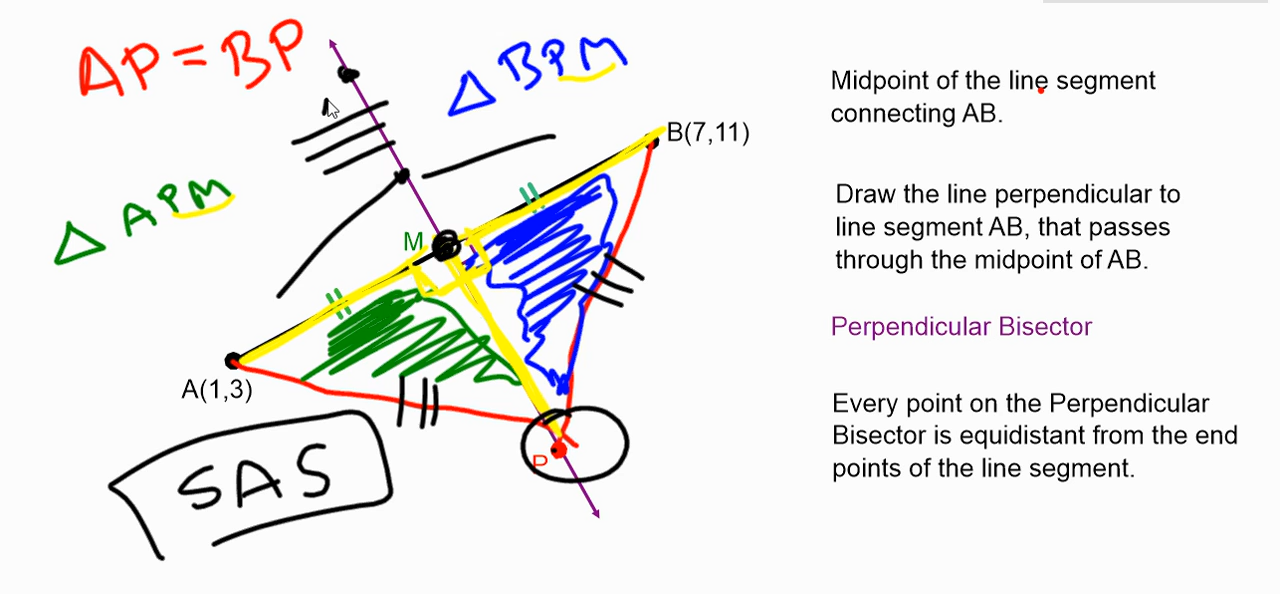 AP = BP
△ BPM
B(7,11)
△ APM
M
A(1,3)
P
SAS
Midpoint of the line segment
connecting AB.
Draw the line perpendicular to
line segment AB, that passes
through the midpoint of AB.
Perpendicular Bisector
Every point on the Perpendicular
Bisector is equidistant from the end
points of the line segment.